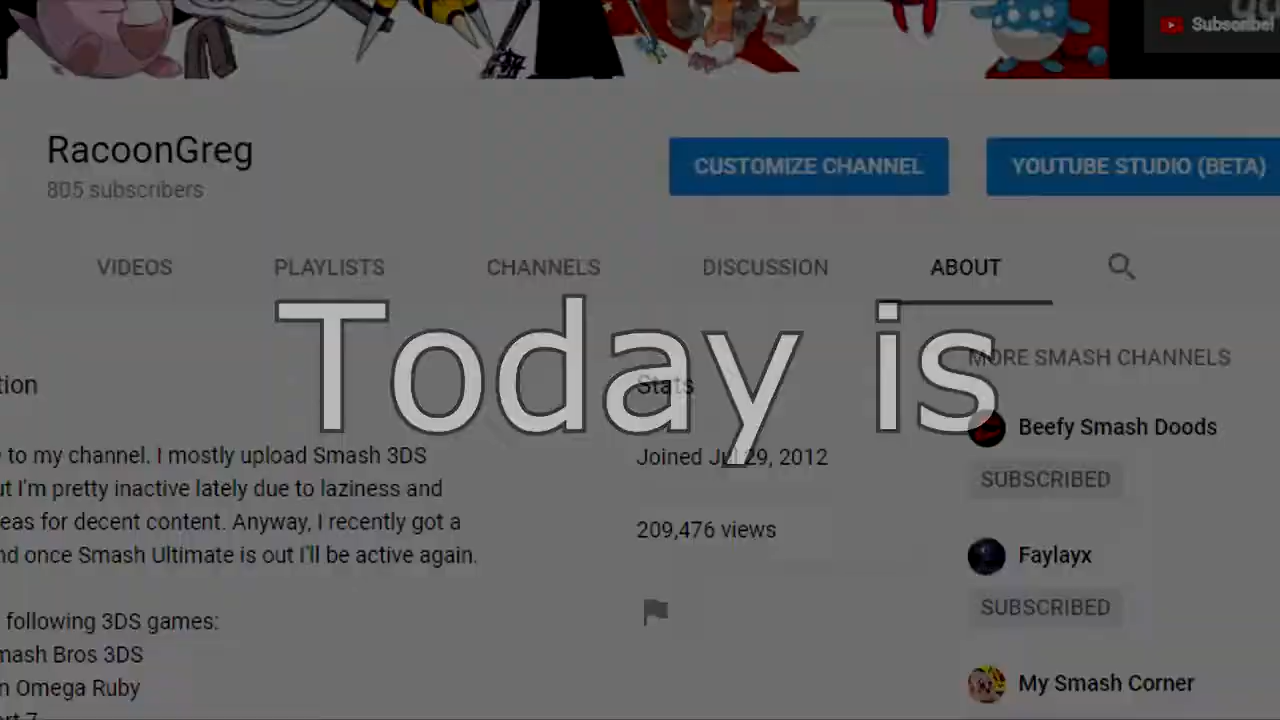 Subscribe!
RacoonGreg
805 subscribers
CUSTOMIZE CHANNEL
YOUTUBE STUDIO (BETA)
VIDEOS
PLAYLISTS
CHANNELS
DISCUSSION
ABOUT
Today is
tion
to my channel. I mostly upload Smash 3DS
ut I'm pretty inactive lately due to laziness and
eas for decent content. Anyway, I recently got a
nd once Smash Ultimate is out I'll be active again.
following 3DS games:
mash Bros 3DS
n Omega Ruby
rt 7
Stats
Joined Jul 29, 2012
209,476 views
MORE SMASH CHANNELS
Beefy Smash Doods
SUBSCRIBED
Faylayx
SUBSCRIBED
My Smash Corner